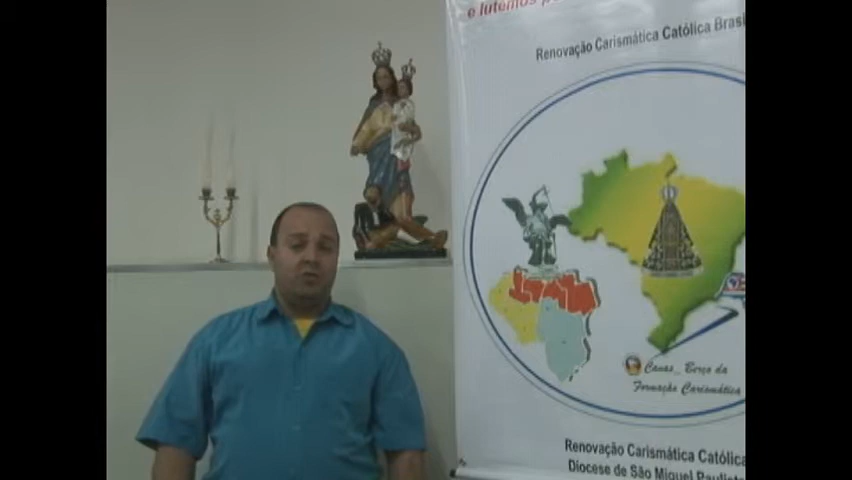 e lutemos
Renovação Carismática Católica Brasi
Canas_ Berço da
Formação Carismática
Renovação Carismática Católica
Diocese de São Miguel Paulista